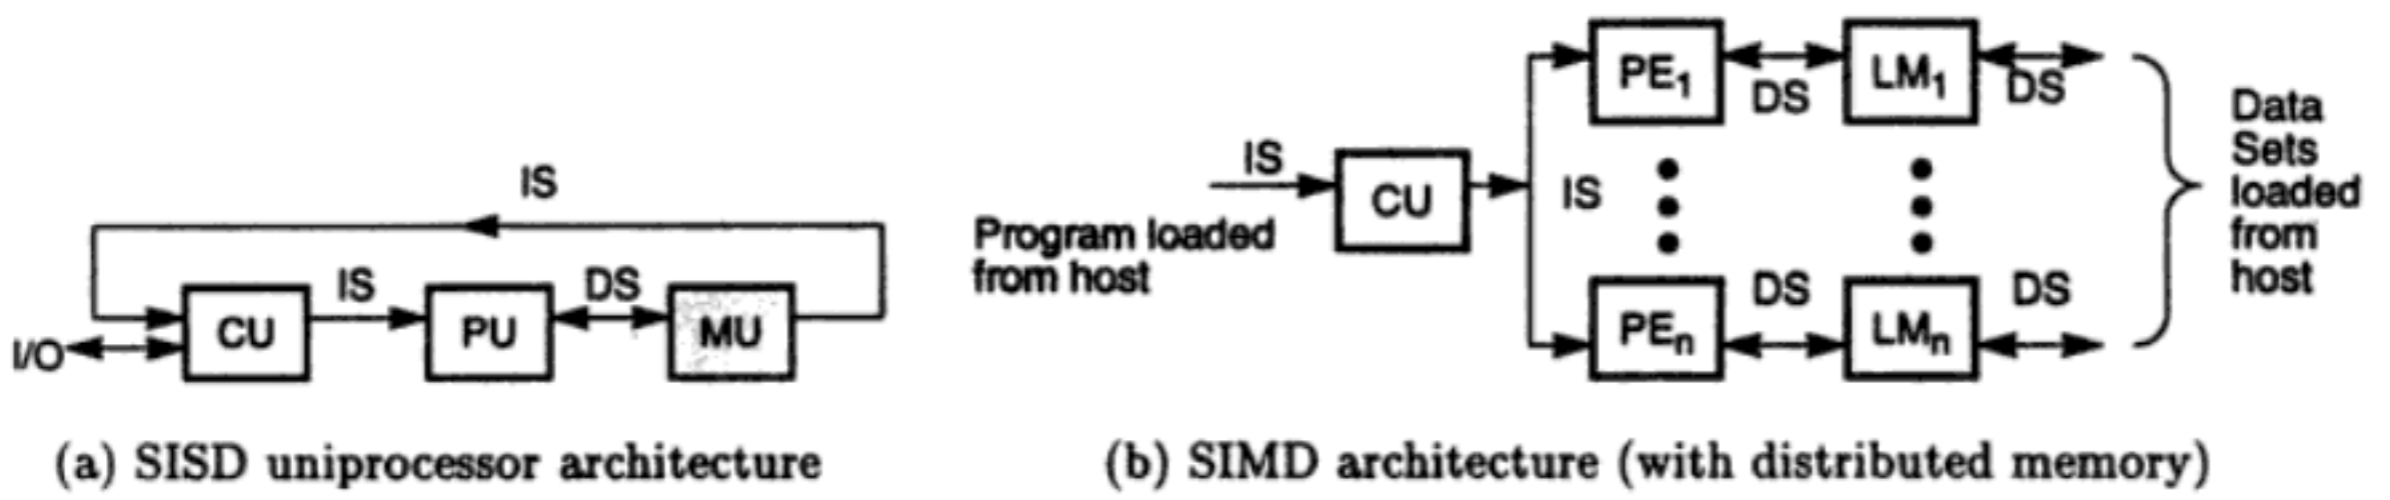 IS
I/O
CU
IS
PU
DS
MU
(a) SISD uniprocessor architecture
IS
Program loaded
from host
CU
IS
PE1
DS
LM1
DS
PEn
DS
LMn
DS
Data
Sets
loaded
from
host
(b) SIMD architecture (with distributed memory)